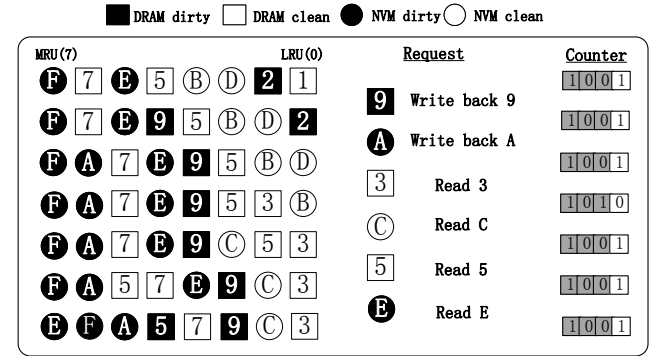 DRAM dirty DRAM clean NVM dirty NVM clean
MRU(7) LRU(0) Request Counter
F 7 E 5 B D 2 1 1001
9 Write back 9
F 7 E 9 5 B D 2 1001
A Write back A
F A 7 E 9 5 B D 1001
3 Read 3
F A 7 E 9 5 3 B 1010
C Read C
F A 7 E 9 C 5 3 1001
5 Read 5
F A 5 7 E 9 C 3 1001
E Read E
E F A 5 7 9 C 3 1001